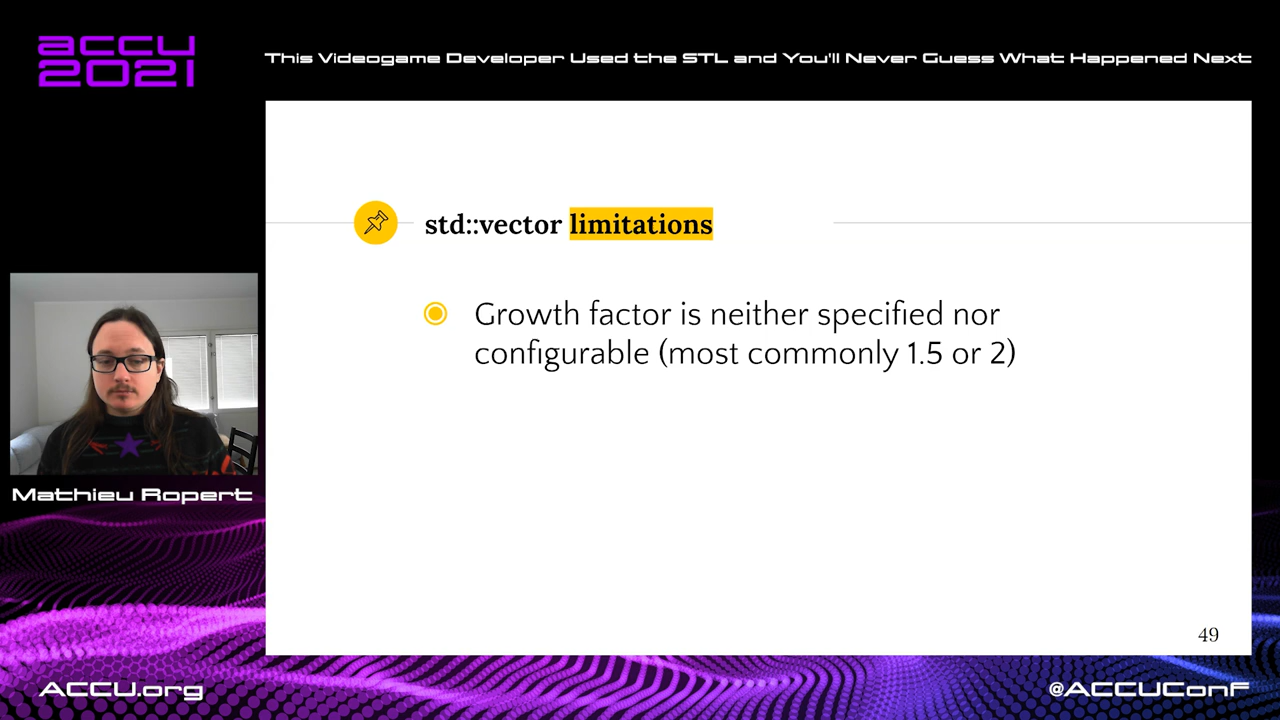 accu
2021
This Videogame Developer Used the STL and You'll Never Guess What Happened Next
std::vector limitations
Growth factor is neither specified nor
configurable (most commonly 1.5 or 2)
Mathieu Ropert
49
ACCU.org
@ACCUConf